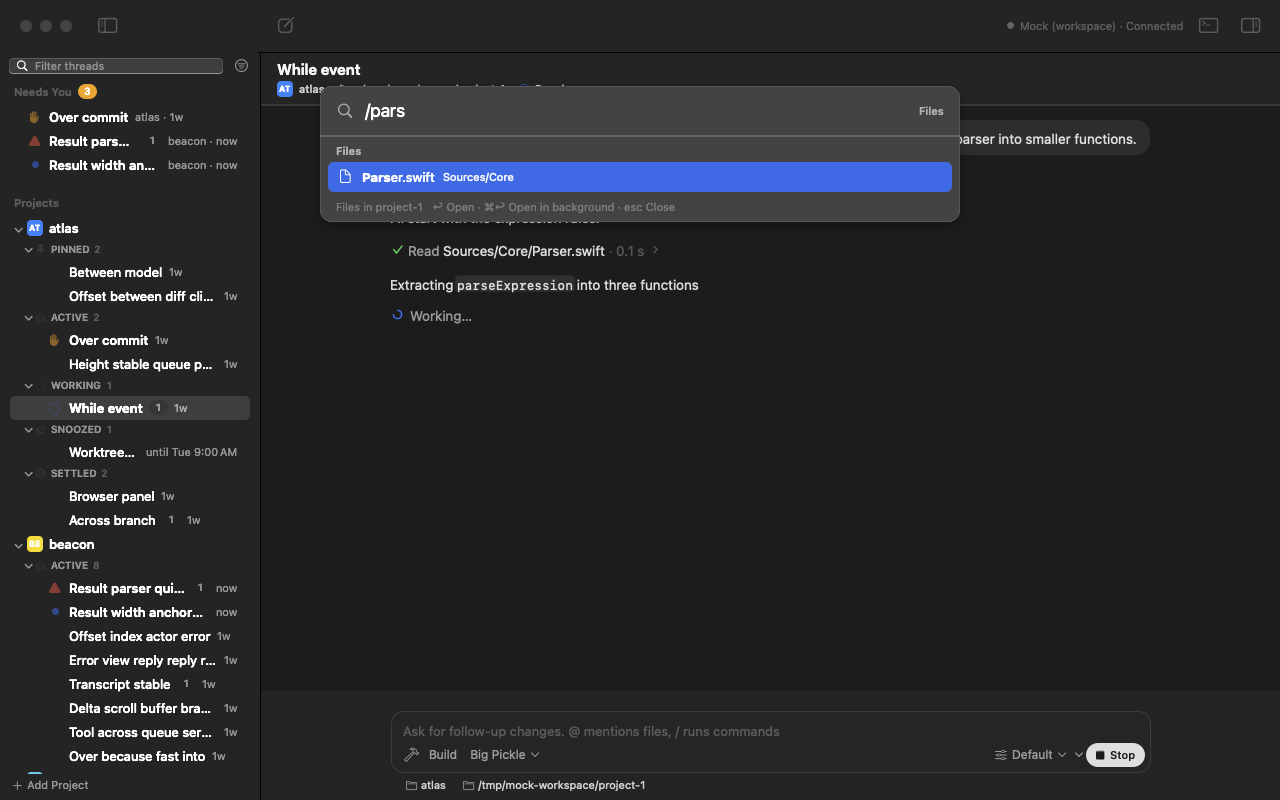 Mock (workspace) · Connected
Filter threads
Needs You 3
Over commit atlas · 1w
Result pars... 1 beacon · now
Result width an... beacon · now
Projects
AT atlas
PINNED 2
Between model 1w
Offset between diff cli... 1w
ACTIVE 2
Over commit 1w
Height stable queue p... 1w
WORKING 1
While event 1 1w
SNOOZED 1
Worktree... until Tue 9:00 AM
SETTLED 2
Browser panel 1w
Across branch 1 1w
BE beacon
ACTIVE 8
Result parser qui... 1 now
Result width anchor... now
Offset index actor error 1w
Error view reply reply r... 1w
Transcript stable 1 1w
Delta scroll buffer bra... 1w
Tool across queue ser... 1w
Over because fast into 1w
+ Add Project
While event
AT atlas
/pars Files
Files
Parser.swift Sources/Core
Files in project-1 ↩ Open · ⌘↩ Open in background · esc Close
parser into smaller functions.
Read Sources/Core/Parser.swift · 0.1 s
Extracting parseExpression into three functions
Working...
Ask for follow-up changes. @ mentions files, / runs commands
Build Big Pickle Default Stop
atlas /tmp/mock-workspace/project-1